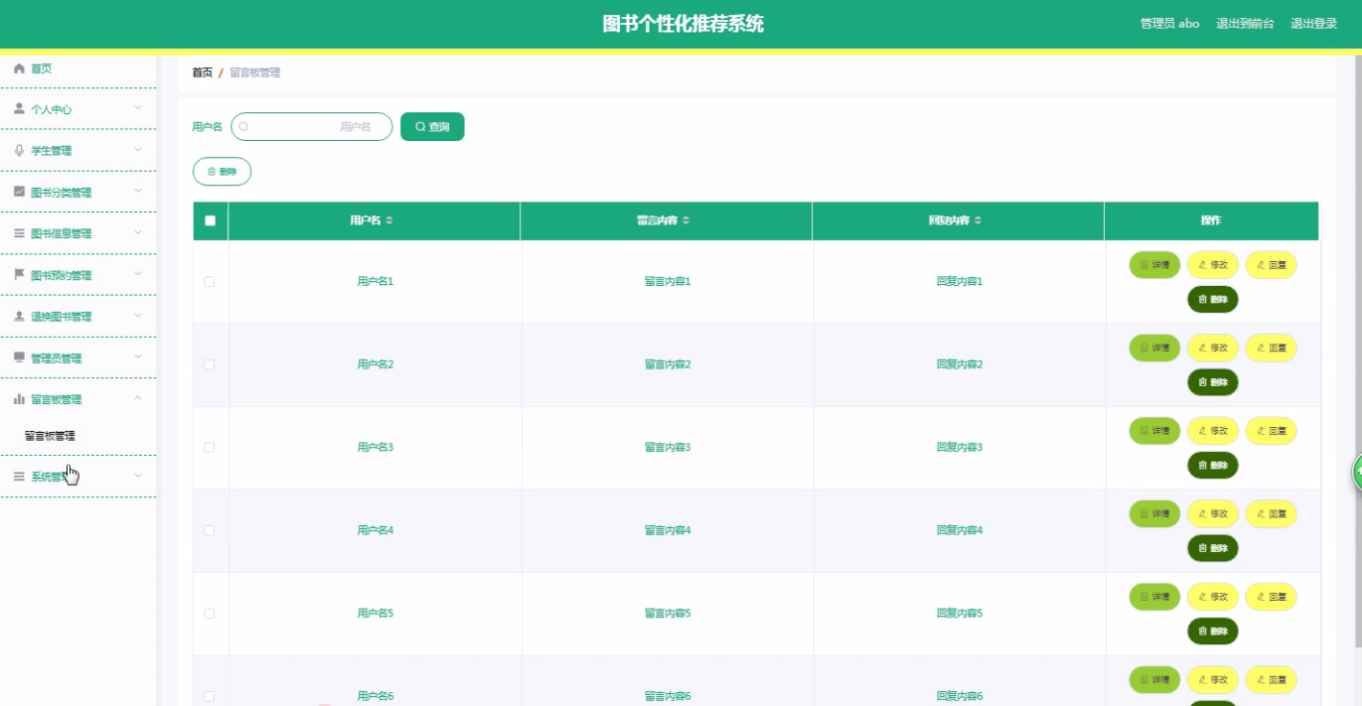 图书个性化推荐系统
管理员 abo 退出到前台 退出登录
首页
个人中心
学生管理
图书分类管理
图书信息管理
图书预约管理
退换图书管理
管理员管理
留言板管理
留言板管理
系统管理
首页 / 留言板管理
用户名 用户名 查询
删除
用户名 留言内容 回复内容 操作
用户名1 留言内容1 回复内容1 详情 修改 回复
删除
用户名2 留言内容2 回复内容2 详情 修改 回复
删除
用户名3 留言内容3 回复内容3 详情 修改 回复
删除
用户名4 留言内容4 回复内容4 详情 修改 回复
删除
用户名5 留言内容5 回复内容5 详情 修改 回复
删除
用户名6 留言内容6 回复内容6 详情 修改 回复